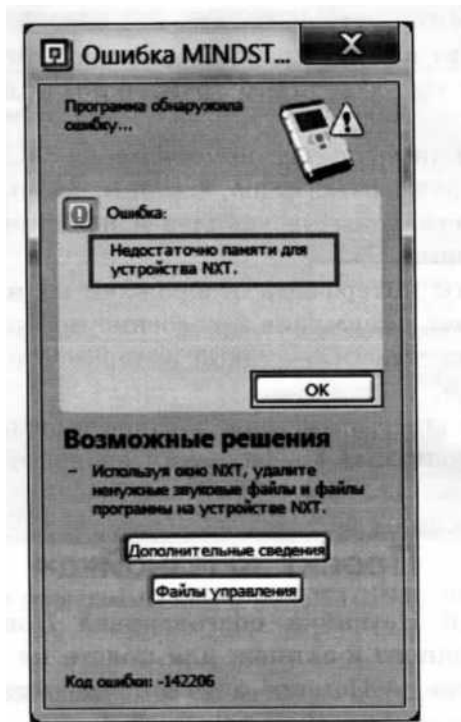 Ошибка MINDST...
X
Программа обнаружила
ошибку...
Ошибка:
Недостаточно памяти для
устройства NXT.
ОК
Возможные решения
- Используя окно NXT, удалите
ненужные звуковые файлы и файлы
программы на устройстве NXT.
Дополнительные сведения
Файлы управления
Код ошибки: -142206